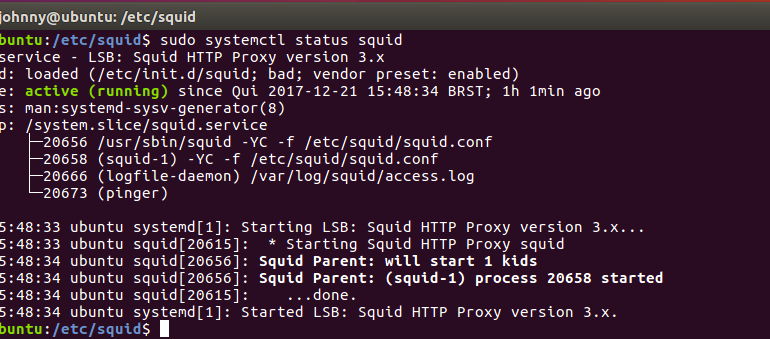 johnny@ubuntu: /etc/squid
buntu:/etc/squid$ sudo systemctl status squid
service - LSB: Squid HTTP Proxy version 3.x
d: loaded (/etc/init.d/squid; bad; vendor preset: enabled)
e: active (running) since Qui 2017-12-21 15:48:34 BRST; 1h 1min ago
s: man:systemd-sysv-generator(8)
p: /system.slice/squid.service
├─20656 /usr/sbin/squid -YC -f /etc/squid/squid.conf
├─20658 (squid-1) -YC -f /etc/squid/squid.conf
├─20666 (logfile-daemon) /var/log/squid/access.log
└─20673 (pinger)
5:48:33 ubuntu systemd[1]: Starting LSB: Squid HTTP Proxy version 3.x...
5:48:33 ubuntu squid[20615]:  * Starting Squid HTTP Proxy squid
5:48:34 ubuntu squid[20656]: Squid Parent: will start 1 kids
5:48:34 ubuntu squid[20656]: Squid Parent: (squid-1) process 20658 started
5:48:34 ubuntu squid[20615]:    ...done.
5:48:34 ubuntu systemd[1]: Started LSB: Squid HTTP Proxy version 3.x.
buntu:/etc/squid$